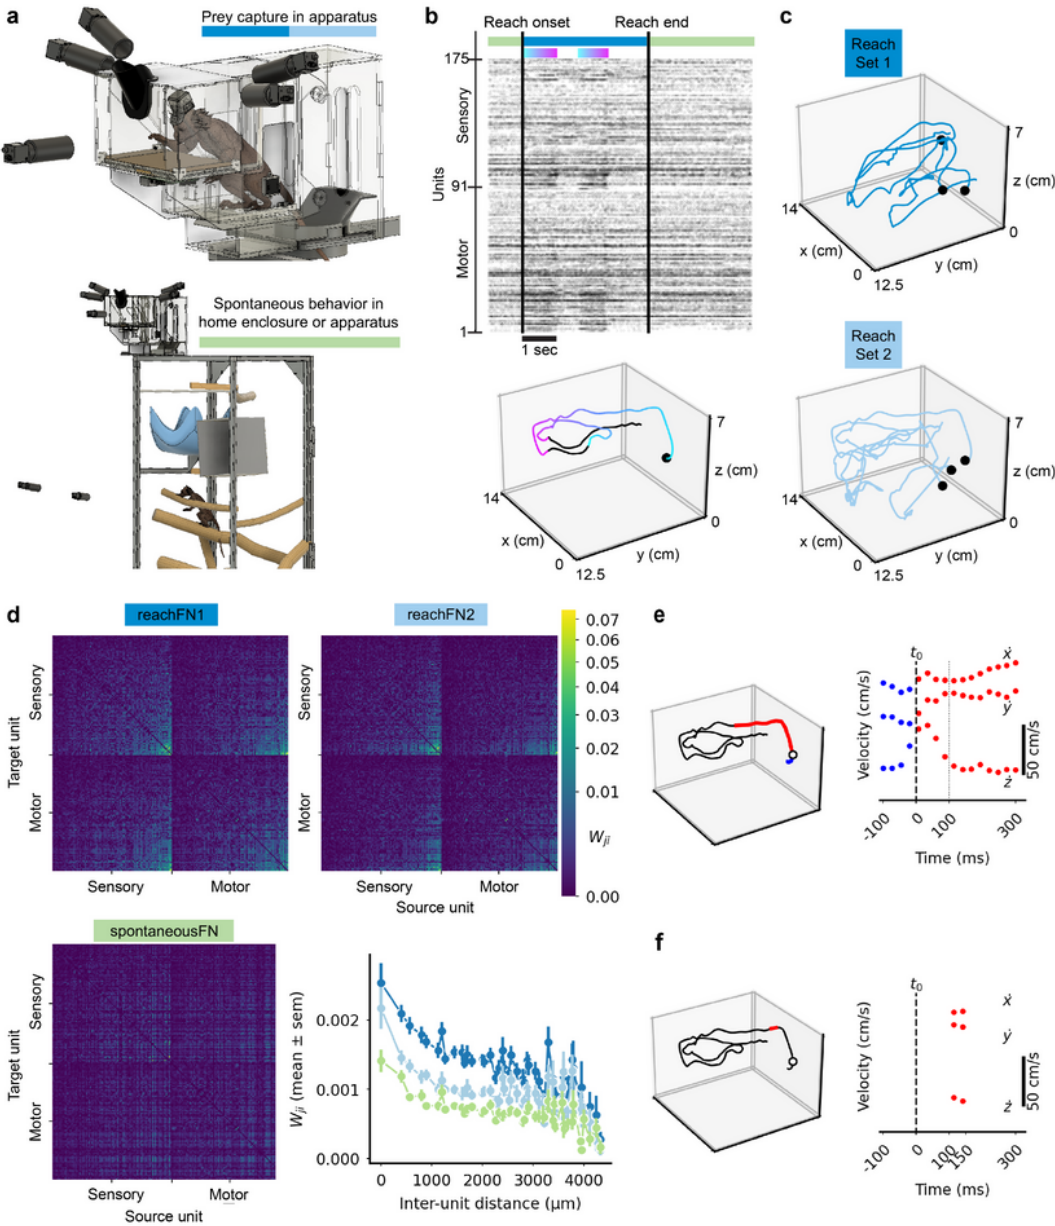 a
Prey capture in apparatus
Spontaneous behavior in
home enclosure or apparatus
b
Reach onset
Reach end
175
Sensory
Units
91
Motor
1
1 sec
14
x (cm)
0
12.5
y (cm)
0
z (cm)
7
c
Reach
Set 1
14
x (cm)
0
12.5
y (cm)
0
z (cm)
7
Reach
Set 2
14
x (cm)
0
12.5
y (cm)
0
z (cm)
7
d
reachFN1
reachFN2
Target unit
Sensory
Motor
Sensory
Motor
Sensory
Motor
Source unit
0.07
0.06
0.05
0.04
0.03
0.02
0.01
Wji
0.00
spontaneousFN
Target unit
Sensory
Motor
Sensory
Motor
Source unit
Wji (mean ± sem)
0.002
0.001
0.000
0
1000
2000
3000
4000
Inter-unit distance (μm)
e
t0
Velocity (cm/s)
ẋ
ẏ
ż
50 cm/s
-100
0
100
300
Time (ms)
f
t0
Velocity (cm/s)
ẋ
ẏ
ż
50 cm/s
-100
0
100
150
300
Time (ms)